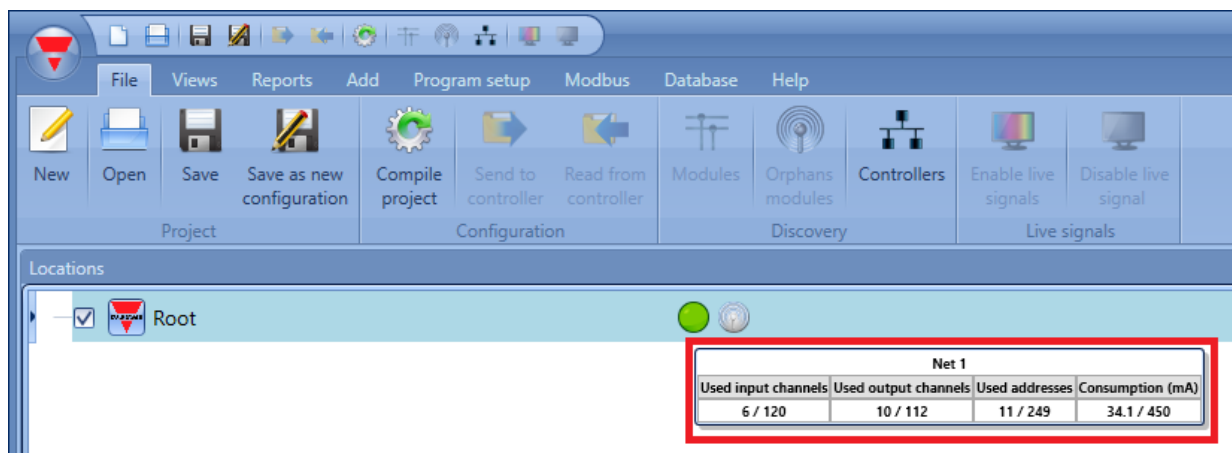 File Views Reports Add Program setup Modbus Database Help
New Open Save Save as new Compile Send to Read from Modules Orphans Controllers Enable live Disable live
configuration project controller controller modules signals signal
Project Configuration Discovery Live signals
Locations
Root
Net 1
Used input channels Used output channels Used addresses Consumption (mA)
6 / 120 10 / 112 11 / 249 34.1 / 450